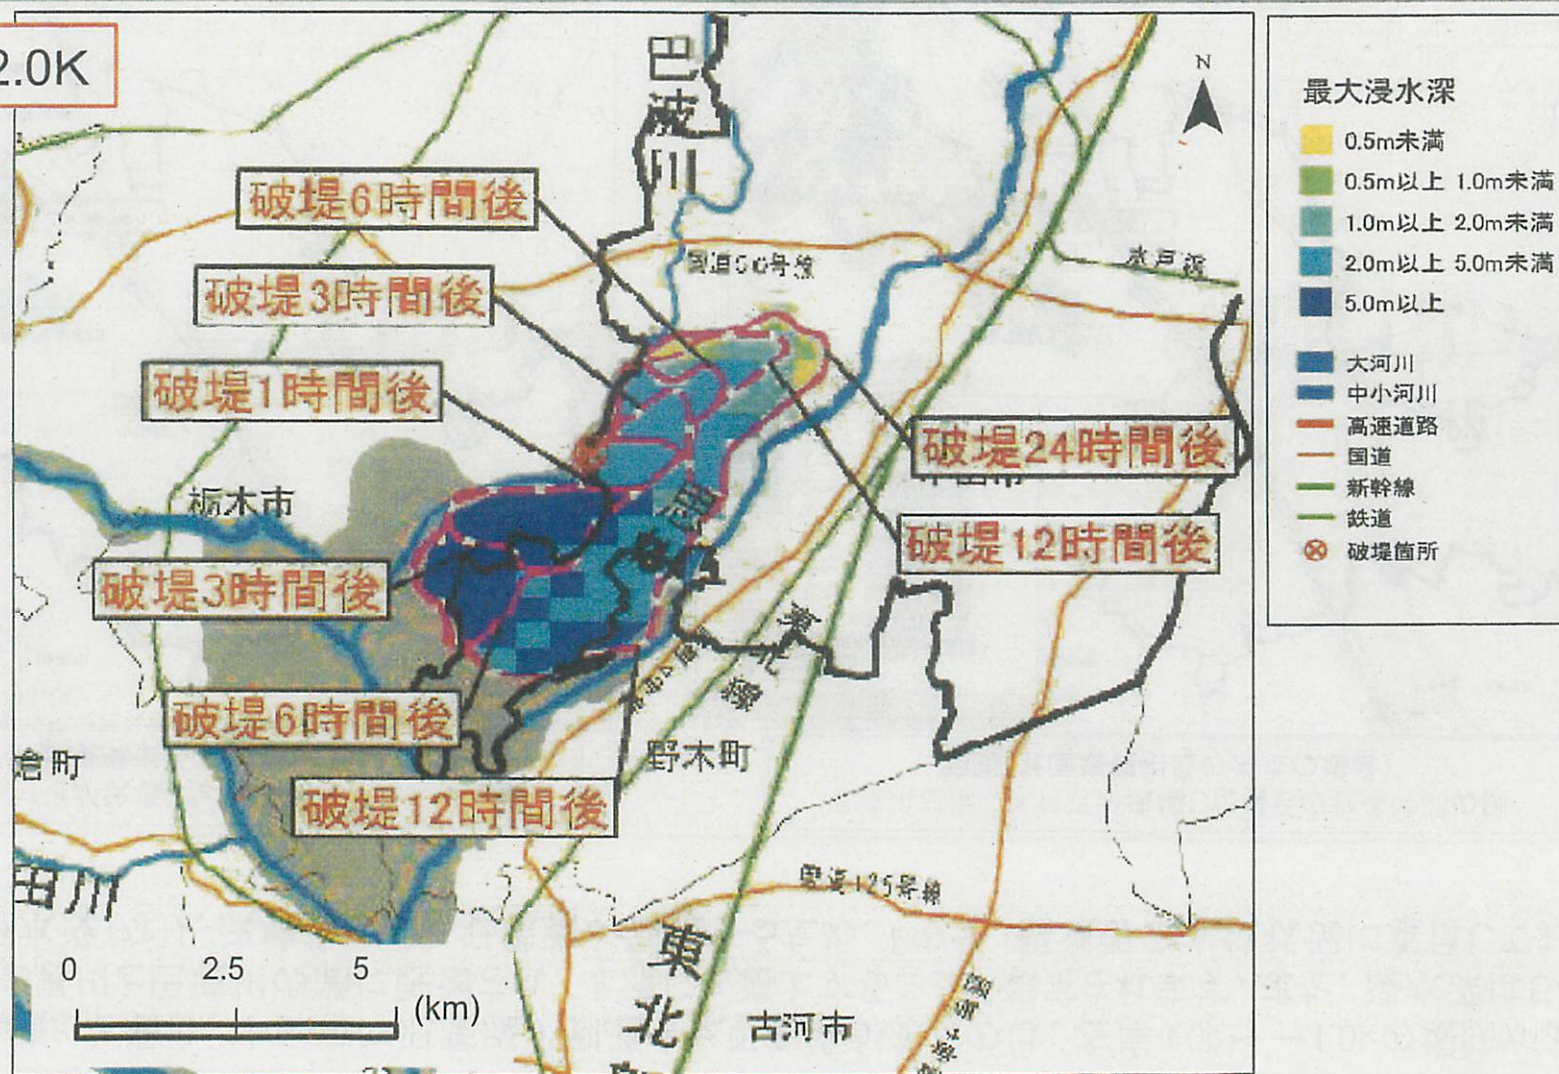 2.0K
巴波川
N
破堤6時間後
破堤3時間後
破堤1時間後
国道50号線
水戸線
破堤24時間後
破堤12時間後
栃木市
破堤3時間後
破堤6時間後
破堤12時間後
東北線
野木町
国道125号線
田川
東北
古河市
0 2.5 5 (km)
最大浸水深
0.5m未満
0.5m以上 1.0m未満
1.0m以上 2.0m未満
2.0m以上 5.0m未満
5.0m以上
大河川
中小河川
高速道路
国道
新幹線
鉄道
破堤箇所